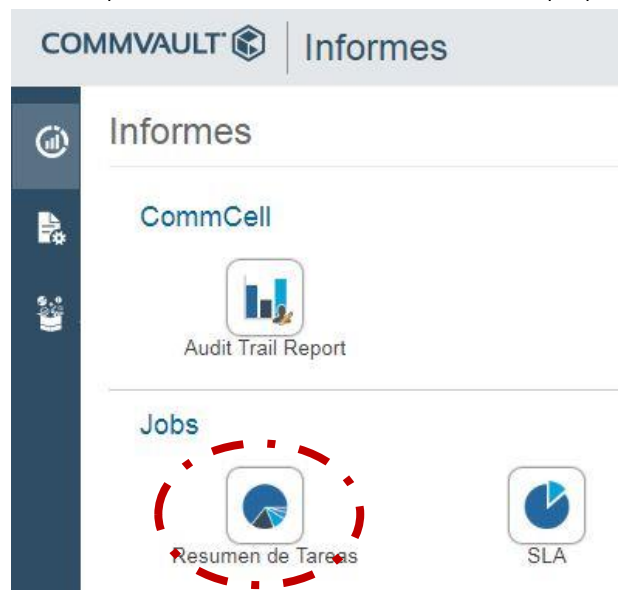 COMMVAULT Informes
Informes
CommCell
Audit Trail Report
Jobs
Resumen de Tareas SLA